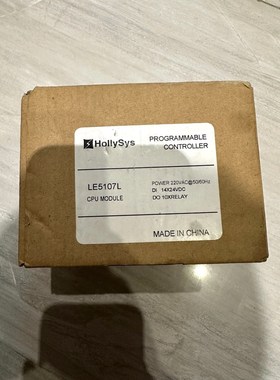 HollySys
PROGRAMMABLE
CONTROLLER
LE5107L
CPU MODULE
POWER 220VAC@50/60Hz
DI 14X24VDC
DO 10XRELAY
MADE IN CHINA